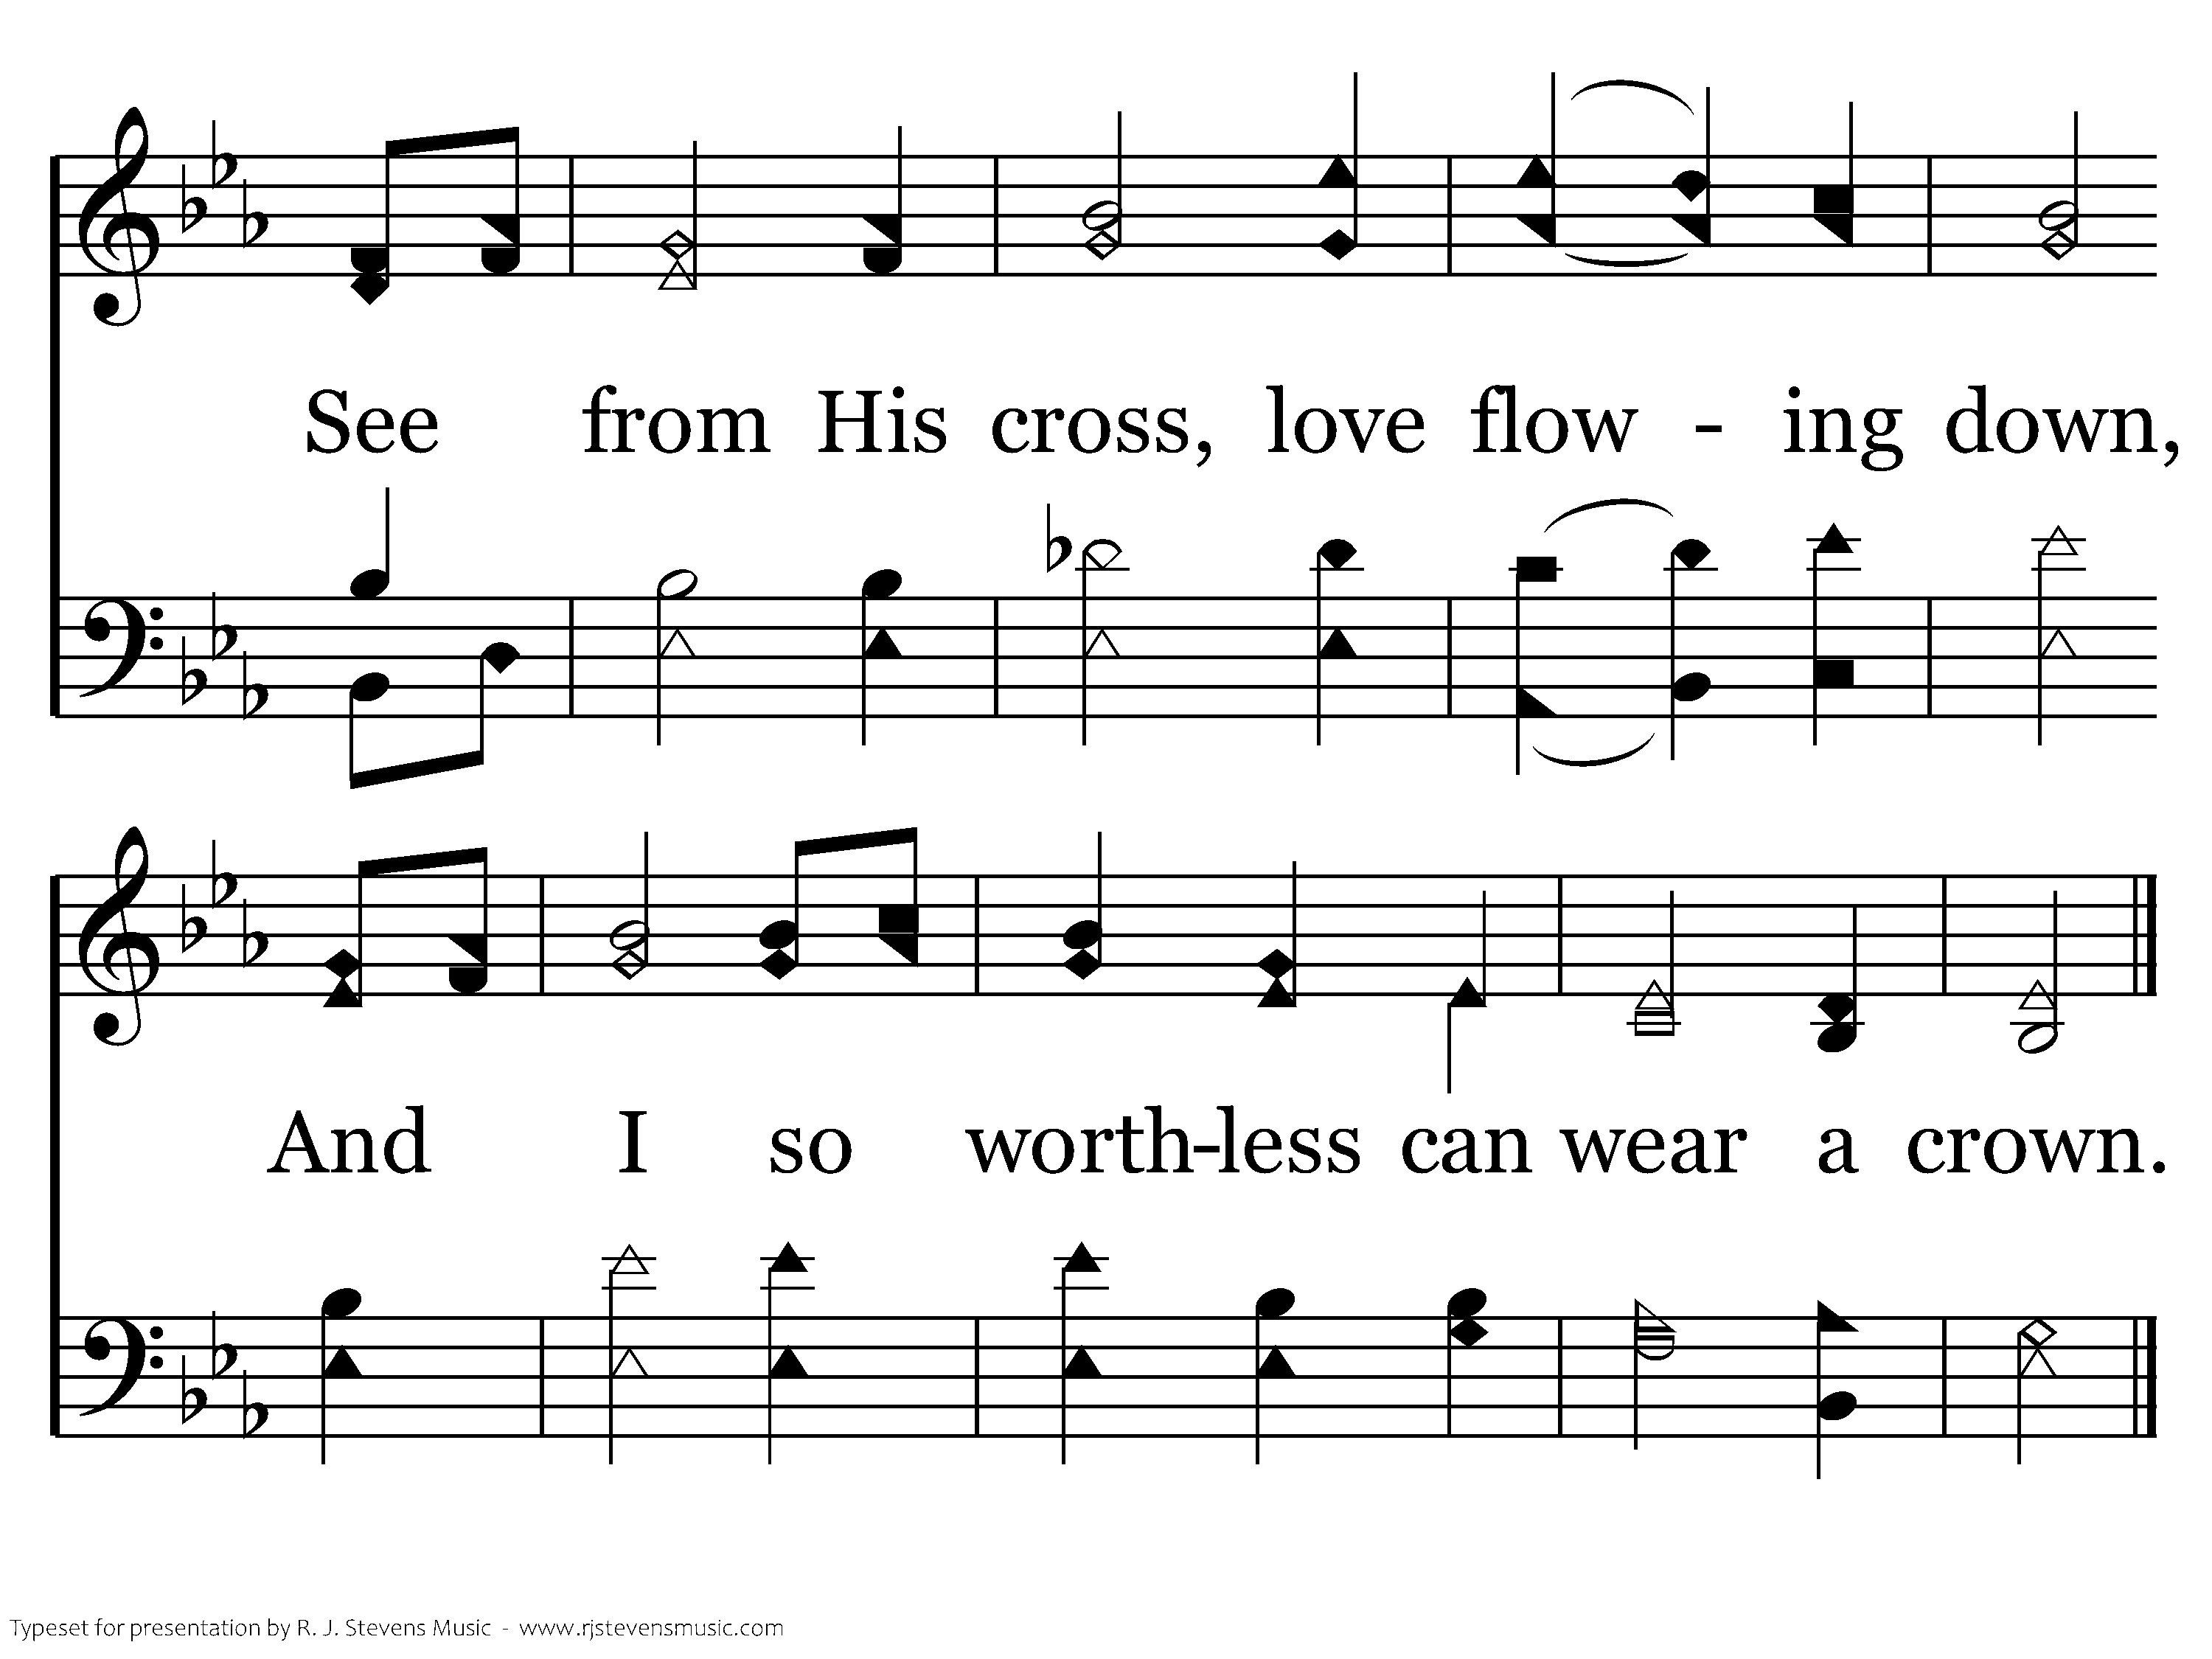 See from His cross, love flow - ing down,
And I so worth-less can wear a crown.
Typeset for presentation by R. J. Stevens Music - www.rjstevensmusic.com